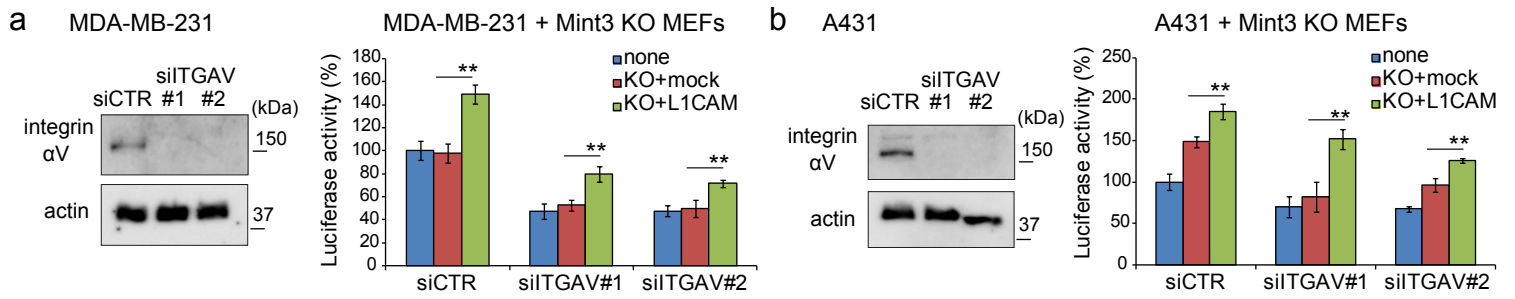 a
MDA-MB-231
siITGAV
siCTR #1 #2
(kDa)
integrin
αV
150
actin
37
MDA-MB-231 + Mint3 KO MEFs
Luciferase activity (%)
180
160
140
120
100
80
60
40
20
0
none
KO+mock
KO+L1CAM
**
**
**
siCTR
siITGAV#1
siITGAV#2
b
A431
siITGAV
siCTR #1 #2
(kDa)
integrin
αV
150
actin
37
A431 + Mint3 KO MEFs
Luciferase activity (%)
250
200
150
100
50
0
none
KO+mock
KO+L1CAM
**
**
**
siCTR
siITGAV#1
siITGAV#2